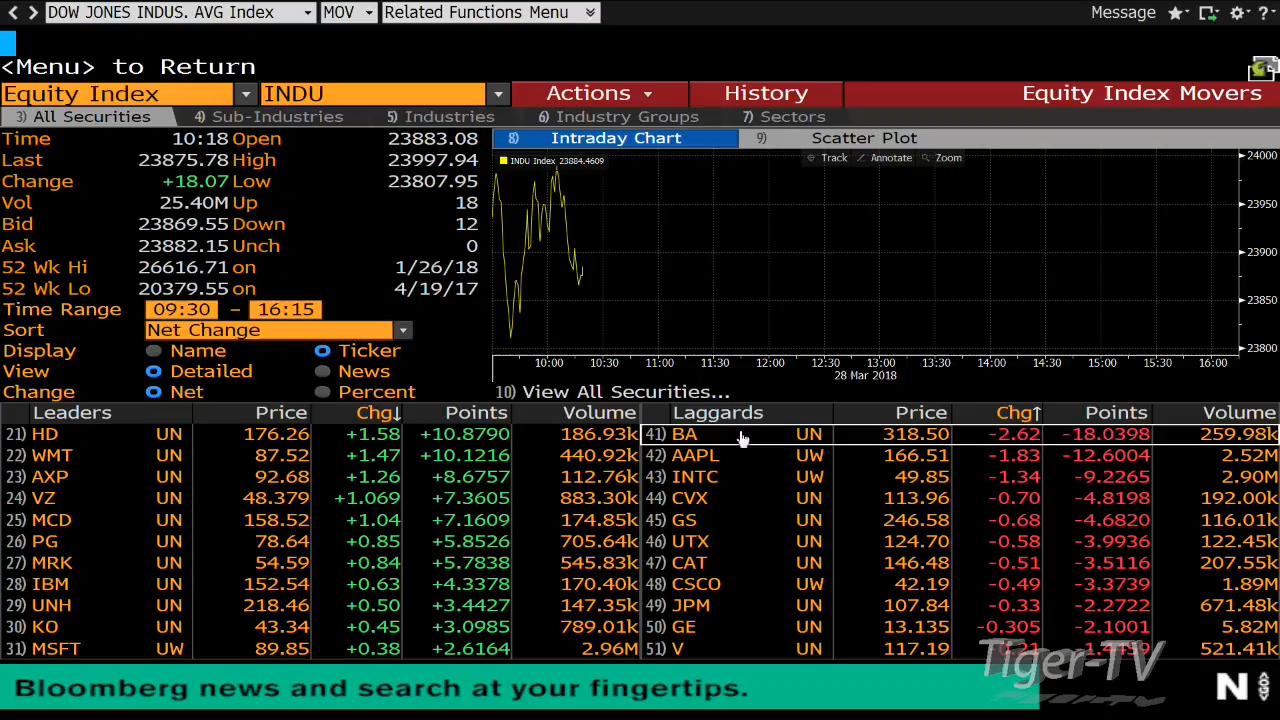 DOW JONES INDUS. AVG Index MOV Related Functions Menu Message
<Menu> to Return
Equity Index INDU Actions History Equity Index Movers
3) All Securities 4) Sub-Industries 5) Industries 6) Industry Groups 7) Sectors
Time 10:18 Open 23883.08
Last 23875.78 High 23997.94
Change +18.07 Low 23807.95
Vol 25.40M Up 18
Bid 23869.55 Down 12
Ask 23882.15 Unch 0
52 Wk Hi 26616.71 on 1/26/18
52 Wk Lo 20379.55 on 4/19/17
Time Range 09:30 – 16:15
Sort Net Change
Display Name Ticker
View Detailed News
Change Net Percent
8) Intraday Chart 9) Scatter Plot
INDU Index 23884.4609 Track Annotate Zoom
24000
23950
23900
23850
23800
10:00 10:30 11:00 11:30 12:00 12:30 13:00 13:30 14:00 14:30 15:00 15:30 16:00
28 Mar 2018
10) View All Securities...
Leaders Price Chg↓ Points Volume Laggards Price Chg↑ Points Volume
21) HD UN 176.26 +1.58 +10.8790 186.93k 41) BA UN 318.50 -2.62 -18.0398 259.98k
22) WMT UN 87.52 +1.47 +10.1216 440.92k 42) AAPL UW 166.51 -1.83 -12.6004 2.52M
23) AXP UN 92.68 +1.26 +8.6757 112.76k 43) INTC UW 49.85 -1.34 -9.2265 2.90M
24) VZ UN 48.379 +1.069 +7.3605 883.30k 44) CVX UN 113.96 -0.70 -4.8198 192.00k
25) MCD UN 158.52 +1.04 +7.1609 174.85k 45) GS UN 246.58 -0.68 -4.6820 116.01k
26) PG UN 78.64 +0.85 +5.8526 705.64k 46) UTX UN 124.70 -0.58 -3.9936 122.45k
27) MRK UN 54.59 +0.84 +5.7838 545.83k 47) CAT UN 146.48 -0.51 -3.5116 207.55k
28) IBM UN 152.54 +0.63 +4.3378 170.40k 48) CSCO UW 42.19 -0.49 -3.3739 1.89M
29) UNH UN 218.46 +0.50 +3.4427 147.35k 49) JPM UN 107.84 -0.33 -2.2722 671.48k
30) KO UN 43.34 +0.45 +3.0985 789.01k 50) GE UN 13.135 -0.305 -2.1001 5.82M
31) MSFT UW 89.85 +0.38 +2.6164 2.96M 51) V UN 117.19 -0.21 -1.4459 521.41k
Tiger-TV
Bloomberg news and search at your fingertips.
N